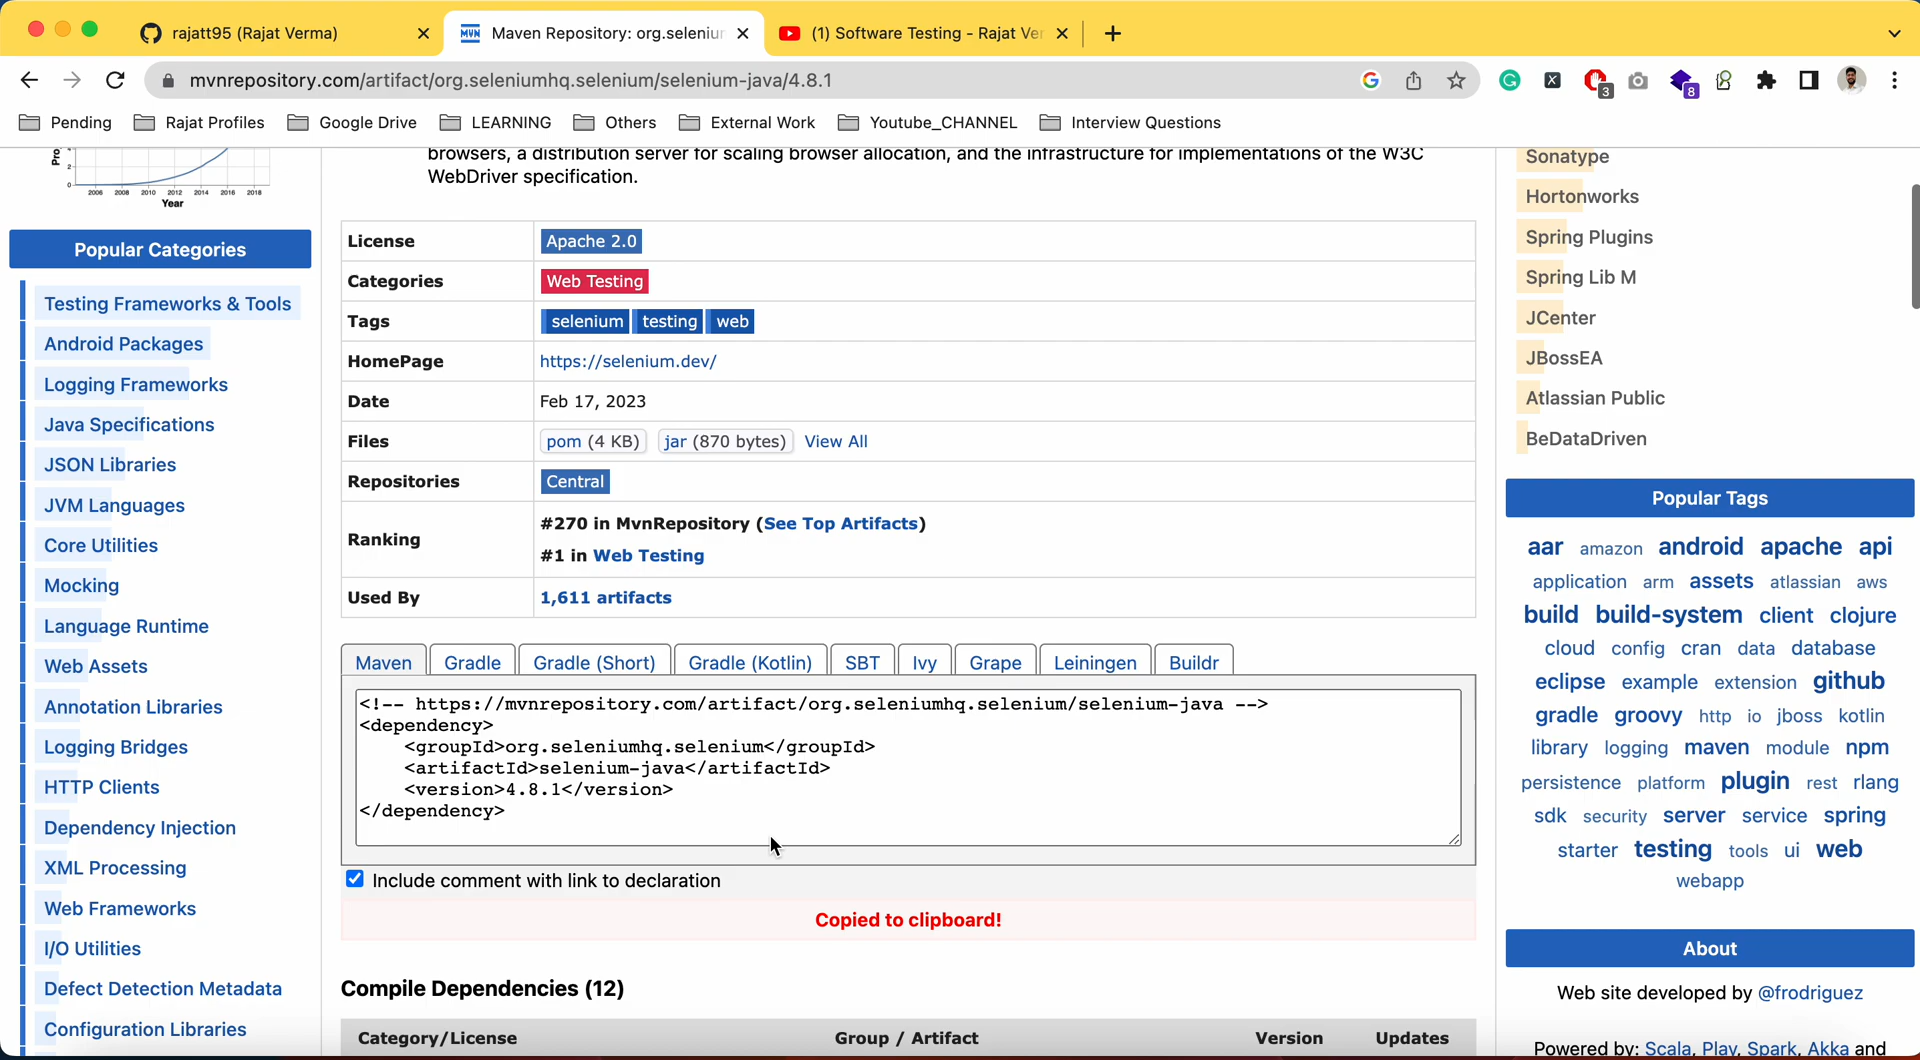 rajatt95 (Rajat Verma)
Maven Repository: org.seleniu
(1) Software Testing - Rajat Ve
mvnrepository.com/artifact/org.seleniumhq.selenium/selenium-java/4.8.1
3
8
Pending
Rajat Profiles
Google Drive
LEARNING
Others
External Work
Youtube_CHANNEL
Interview Questions
Pro
2
0
2006 2008 2010 2012 2014 2016 2018
Year
Popular Categories
Testing Frameworks & Tools
Android Packages
Logging Frameworks
Java Specifications
JSON Libraries
JVM Languages
Core Utilities
Mocking
Language Runtime
Web Assets
Annotation Libraries
Logging Bridges
HTTP Clients
Dependency Injection
XML Processing
Web Frameworks
I/O Utilities
Defect Detection Metadata
Configuration Libraries
browsers, a distribution server for scaling browser allocation, and the infrastructure for implementations of the W3C
WebDriver specification.
License Apache 2.0
Categories Web Testing
Tags selenium testing web
HomePage https://selenium.dev/
Date Feb 17, 2023
Files pom (4 KB) jar (870 bytes) View All
Repositories Central
Ranking #270 in MvnRepository (See Top Artifacts)
#1 in Web Testing
Used By 1,611 artifacts
Maven Gradle Gradle (Short) Gradle (Kotlin) SBT Ivy Grape Leiningen Buildr
<!-- https://mvnrepository.com/artifact/org.seleniumhq.selenium/selenium-java -->
<dependency>
<groupId>org.seleniumhq.selenium</groupId>
<artifactId>selenium-java</artifactId>
<version>4.8.1</version>
</dependency>
Include comment with link to declaration
Copied to clipboard!
Compile Dependencies (12)
Category/License Group / Artifact Version Updates
Sonatype
Hortonworks
Spring Plugins
Spring Lib M
JCenter
JBossEA
Atlassian Public
BeDataDriven
Popular Tags
aar amazon android apache api
application arm assets atlassian aws
build build-system client clojure
cloud config cran data database
eclipse example extension github
gradle groovy http io jboss kotlin
library logging maven module npm
persistence platform plugin rest rlang
sdk security server service spring
starter testing tools ui web
webapp
About
Web site developed by @frodriguez
Powered by: Scala, Play, Spark, Akka and